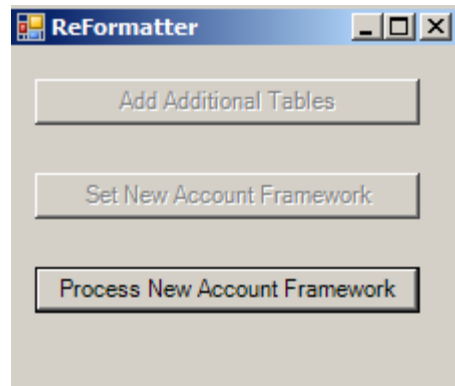 ReFormatter
Add Additional Tables
Set New Account Framework
Process New Account Framework